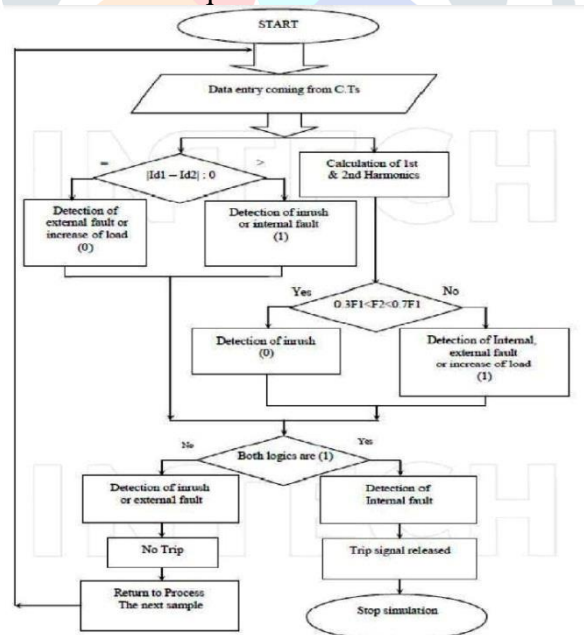 START
Data entry coming from C.Ts
=
|Id1 – Id2| : 0
>
Calculation of 1st
& 2nd Harmonics
Detection of
external fault or
increase of load
(0)
Detection of inrush
or internal fault
(1)
Yes
0.3F1<F2<0.7F1
No
Detection of inrush
(0)
Detection of Internal,
external fault
or increase of load
(1)
No
Both logics are (1)
Yes
Detection of inrush
or external fault
Detection of
Internal fault
No Trip
Trip signal released
Return to Process
The next sample
Stop simulation
INTECH
INTECH